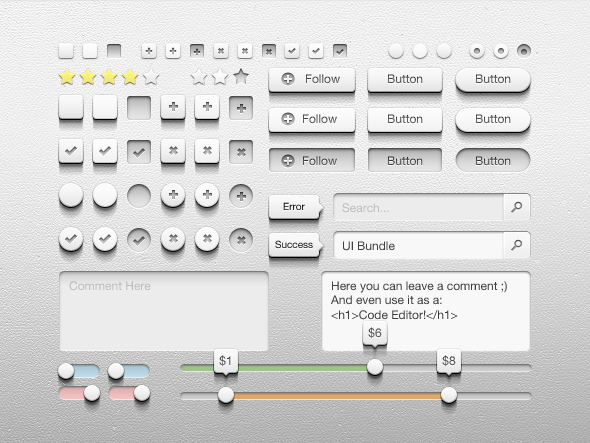 Follow Button Button
Follow Button Button
Follow Button Button
Error Search...
Success UI Bundle
Comment Here
Here you can leave a comment ;)
And even use it as a:
<h1>Code Editor!</h1>
$6
$1 $8